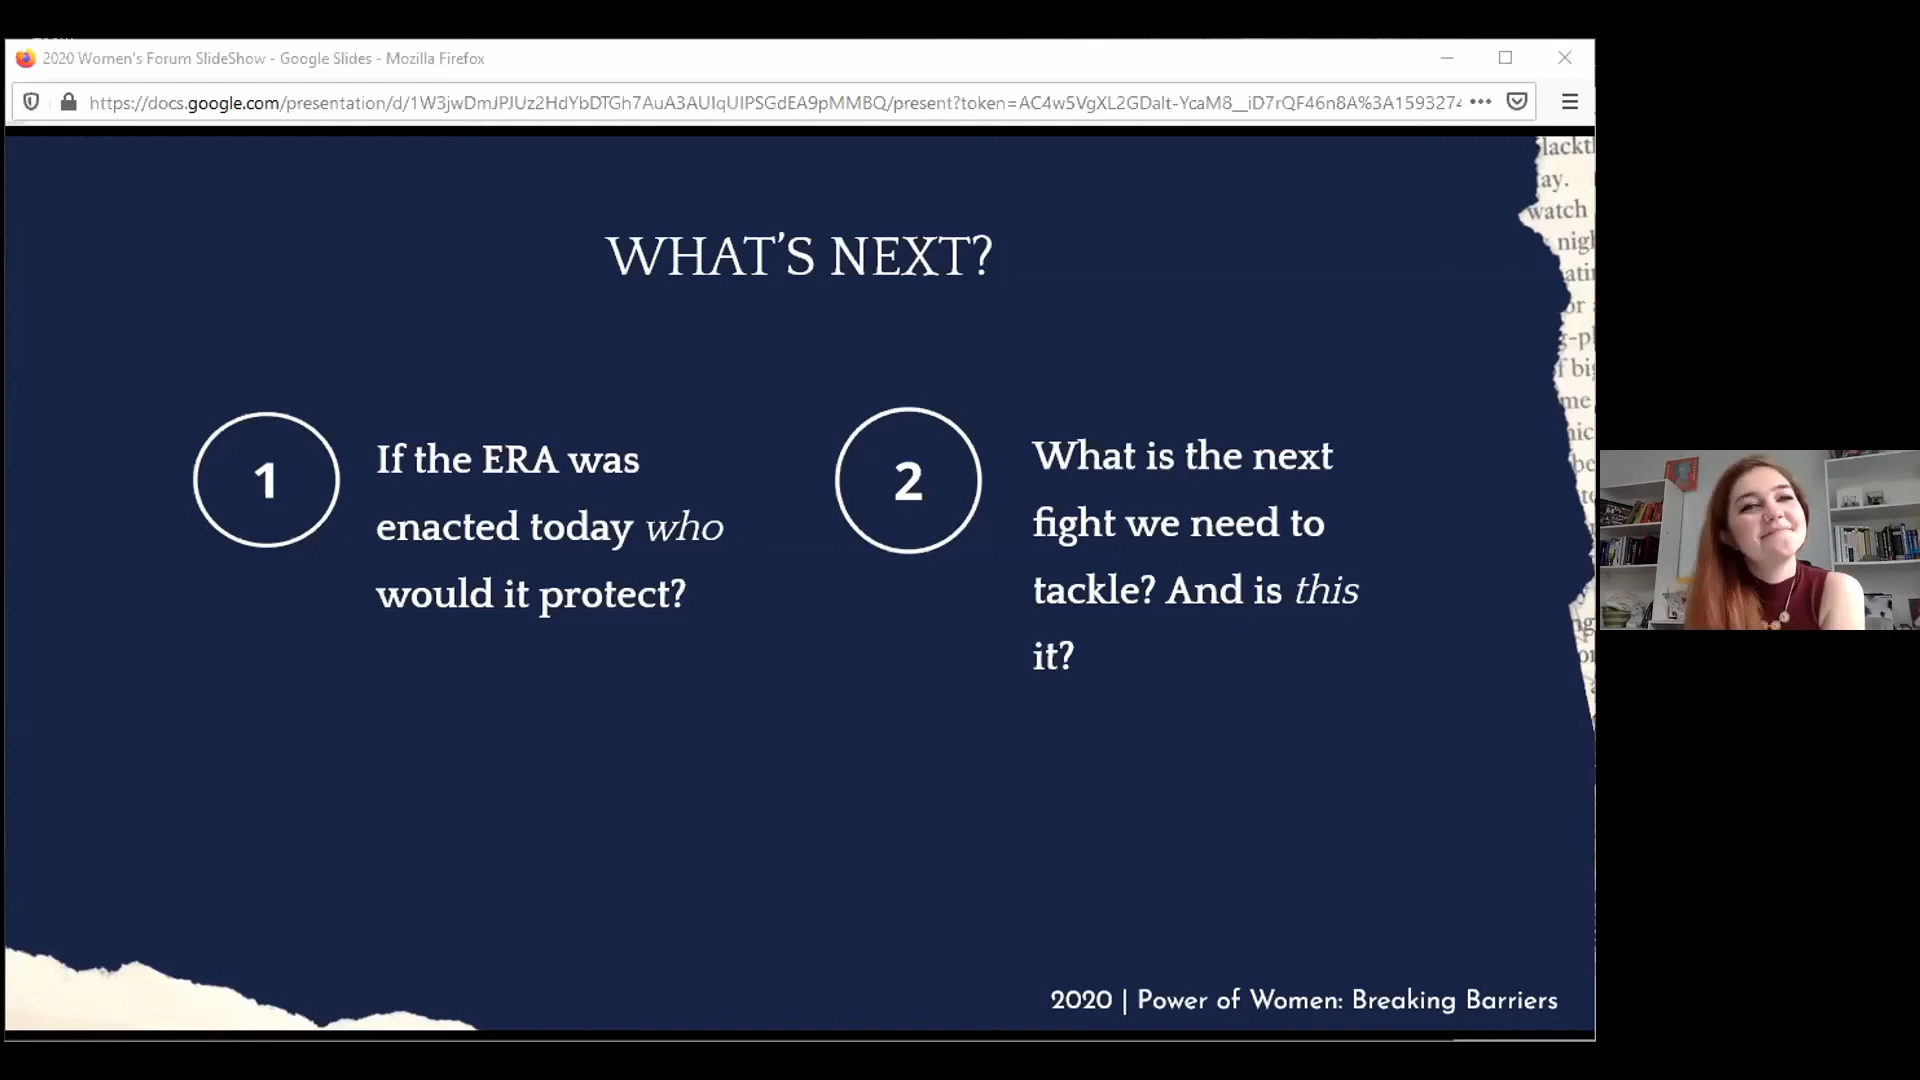 2020 Women's Forum SlideShow - Google Slides - Mozilla Firefox
https://docs.google.com/presentation/d/1W3jwDmJPJUz2HdYbDTGh7AuA3AUIqUIPSGdEA9pMMBQ/present?token=AC4w5VgXL2GDalt-YcaM8__iD7rQF46n8A%3A1593274
WHAT'S NEXT?
1
If the ERA was
enacted today who
would it protect?
2
What is the next
fight we need to
tackle? And is this
it?
watch
2020 | Power of Women: Breaking Barriers